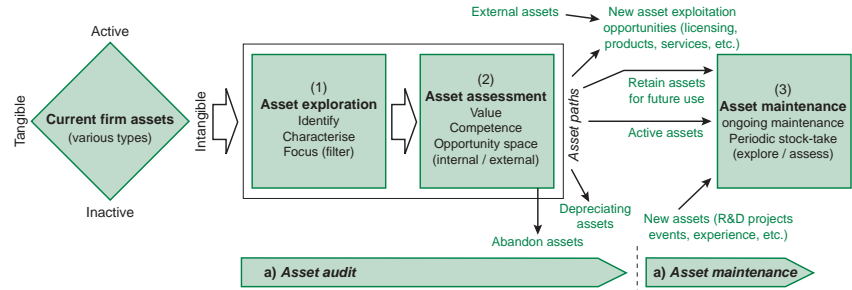 Active
Tangible
Current firm assets
(various types)
Intangible
Inactive
(1)
Asset exploration
Identify
Characterise
Focus (filter)
(2)
Asset assessment
Value
Competence
Opportunity space
(internal / external)
Asset paths
External assets
New asset exploitation
opportunities (licensing,
products, services, etc.)
Retain assets
for future use
Active assets
Depreciating
assets
Abandon assets
(3)
Asset maintenance
ongoing maintenance
Periodic stock-take
(explore / assess)
New assets (R&D projects
events, experience, etc.)
a) Asset audit
a) Asset maintenance